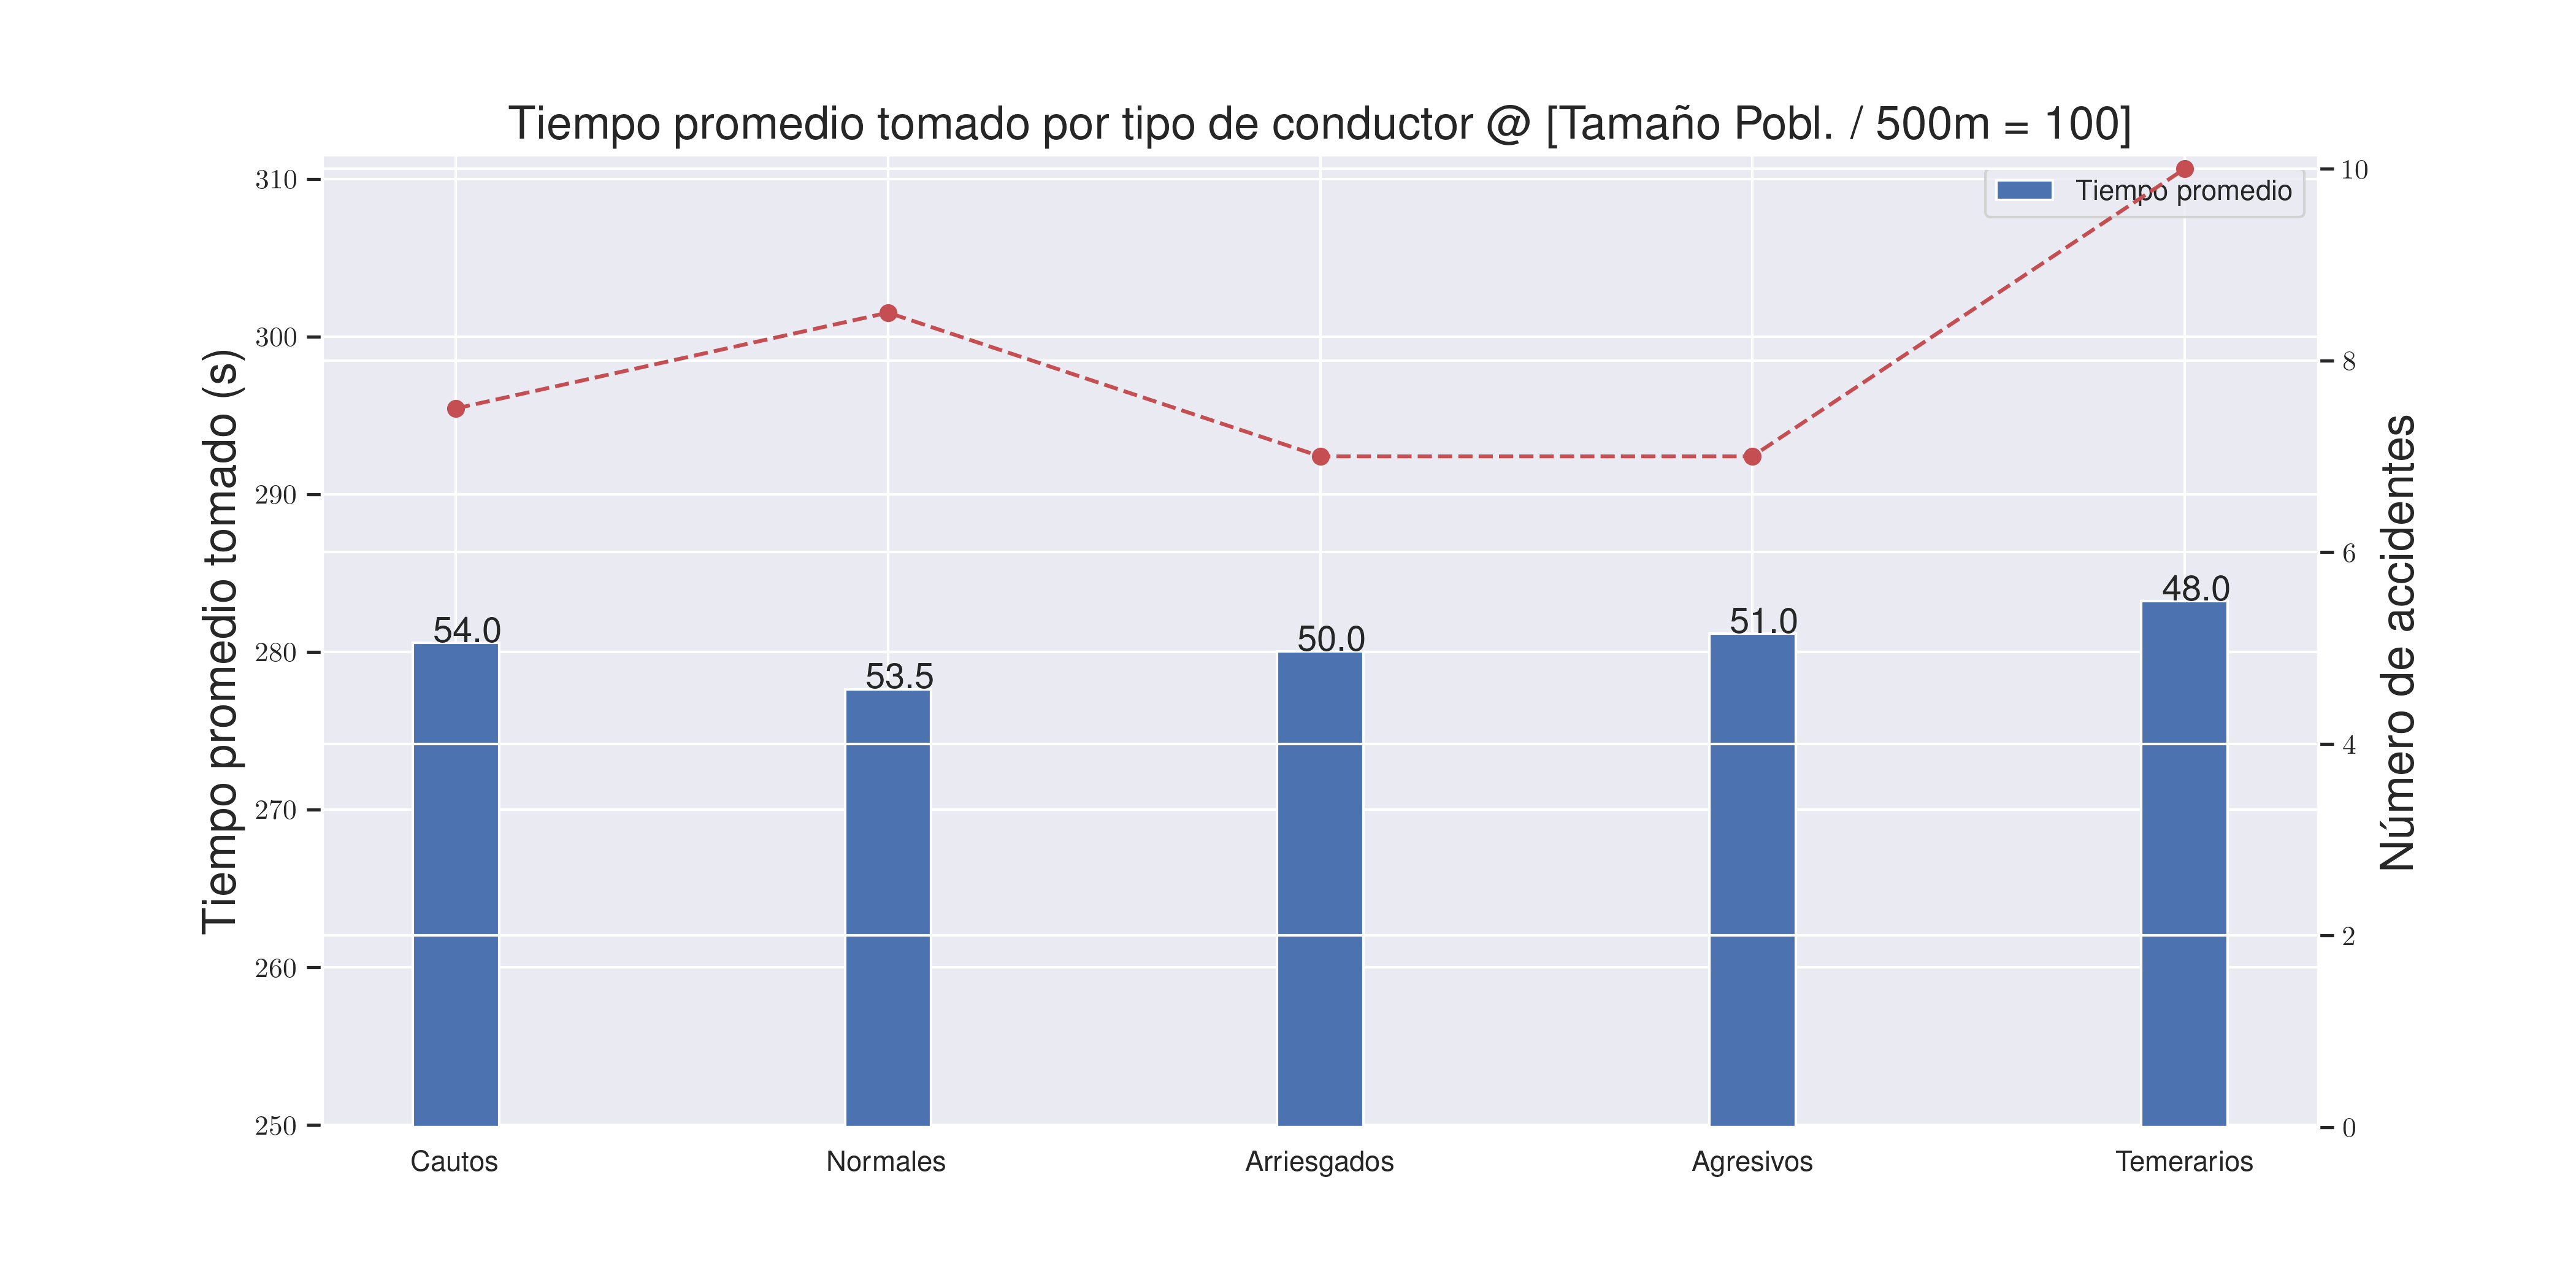 Tiempo promedio tomado por tipo de conductor @ [Tamaño Pobl. / 500m = 100]
Tiempo promedio
Tiempo promedio tomado (s)
310
300
290
280
270
260
250
10
8
6
4
2
0
Número de accidentes
54.0
53.5
50.0
51.0
48.0
Cautos
Normales
Arriesgados
Agresivos
Temerarios